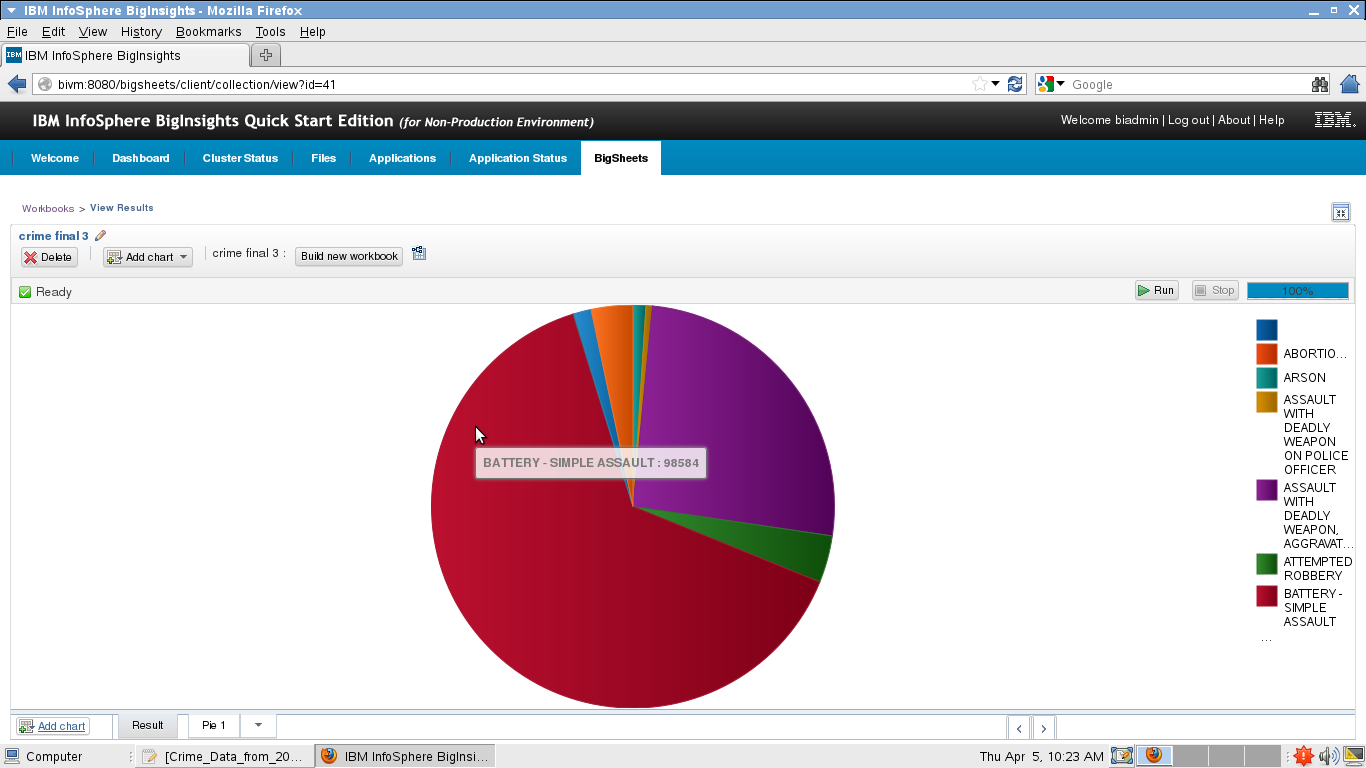 IBM InfoSphere BigInsights - Mozilla Firefox
File Edit View History Bookmarks Tools Help
IBM IBM InfoSphere BigInsights
bivm:8080/bigsheets/client/collection/view?id=41
Google
IBM InfoSphere BigInsights Quick Start Edition (for Non-Production Environment)
Welcome biadmin | Log out | About | Help
IBM.
Welcome Dashboard Cluster Status Files Applications Application Status BigSheets
Workbooks > View Results
crime final 3
Delete Add chart crime final 3 : Build new workbook
Ready
Run Stop 100%
ABORTIO...
ARSON
ASSAULT
WITH
DEADLY
WEAPON
ON POLICE
OFFICER
ASSAULT
WITH
DEADLY
WEAPON,
AGGRAVAT...
ATTEMPTED
ROBBERY
BATTERY -
SIMPLE
ASSAULT
...
BATTERY - SIMPLE ASSAULT : 98584
Add chart Result Pie 1 < >
Computer [Crime_Data_from_20... IBM InfoSphere BigInsi... Thu Apr 5, 10:23 AM